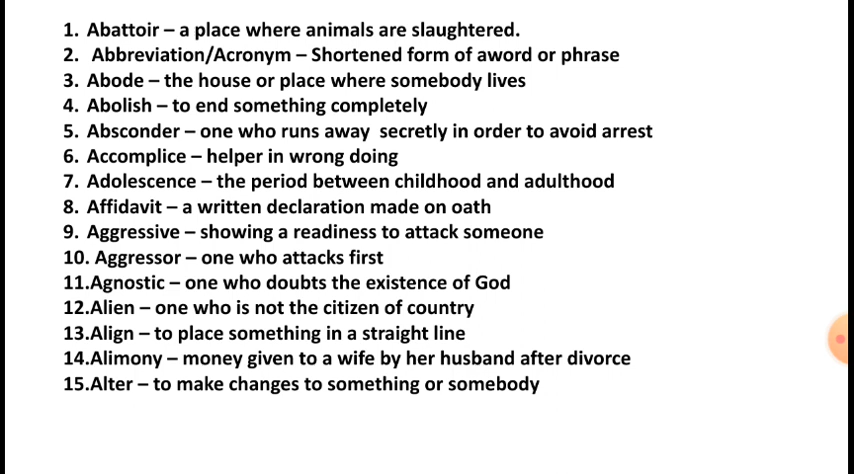 1. Abattoir – a place where animals are slaughtered.
2. Abbreviation/Acronym – Shortened form of aword or phrase
3. Abode – the house or place where somebody lives
4. Abolish – to end something completely
5. Absconder – one who runs away secretly in order to avoid arrest
6. Accomplice – helper in wrong doing
7. Adolescence – the period between childhood and adulthood
8. Affidavit – a written declaration made on oath
9. Aggressive – showing a readiness to attack someone
10. Aggressor – one who attacks first
11.Agnostic – one who doubts the existence of God
12.Alien – one who is not the citizen of country
13.Align – to place something in a straight line
14.Alimony – money given to a wife by her husband after divorce
15.Alter – to make changes to something or somebody